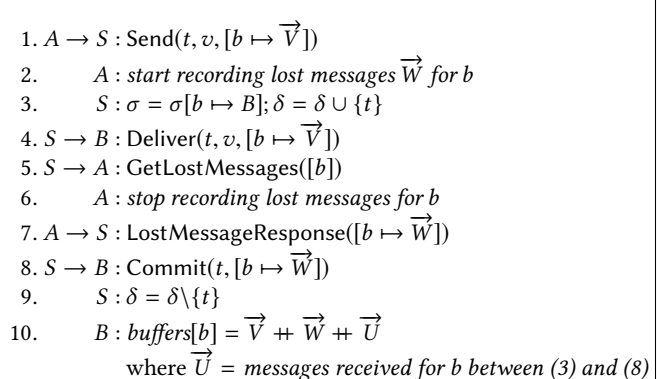 1. A → S : Send(t, v, [b ↦ V⃗])
2. A : start recording lost messages W⃗ for b
3. S : σ = σ[b ↦ B]; δ = δ ∪ {t}
4. S → B : Deliver(t, v, [b ↦ V⃗])
5. S → A : GetLostMessages([b])
6. A : stop recording lost messages for b
7. A → S : LostMessageResponse([b ↦ W⃗])
8. S → B : Commit(t, [b ↦ W⃗])
9. S : δ = δ\{t}
10. B : buffers[b] = V⃗ ++ W⃗ ++ U⃗
where U⃗ = messages received for b between (3) and (8)